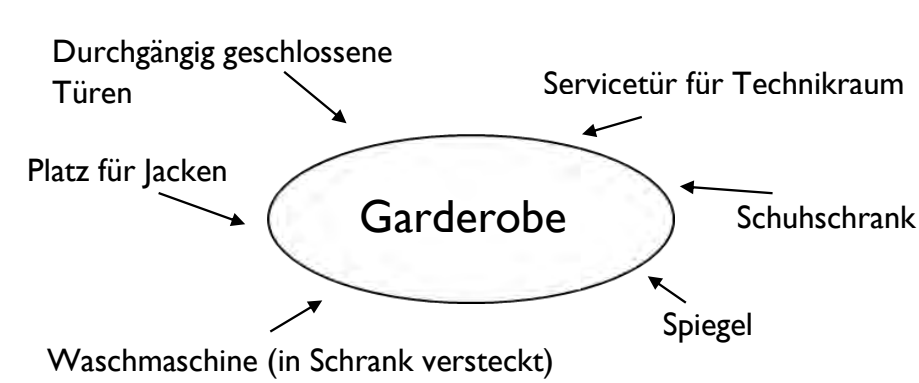 Durchgängig geschlossene
Türen
Servicetür für Technikraum
Platz für Jacken
Garderobe
Schuhschrank
Spiegel
Waschmaschine (in Schrank versteckt)